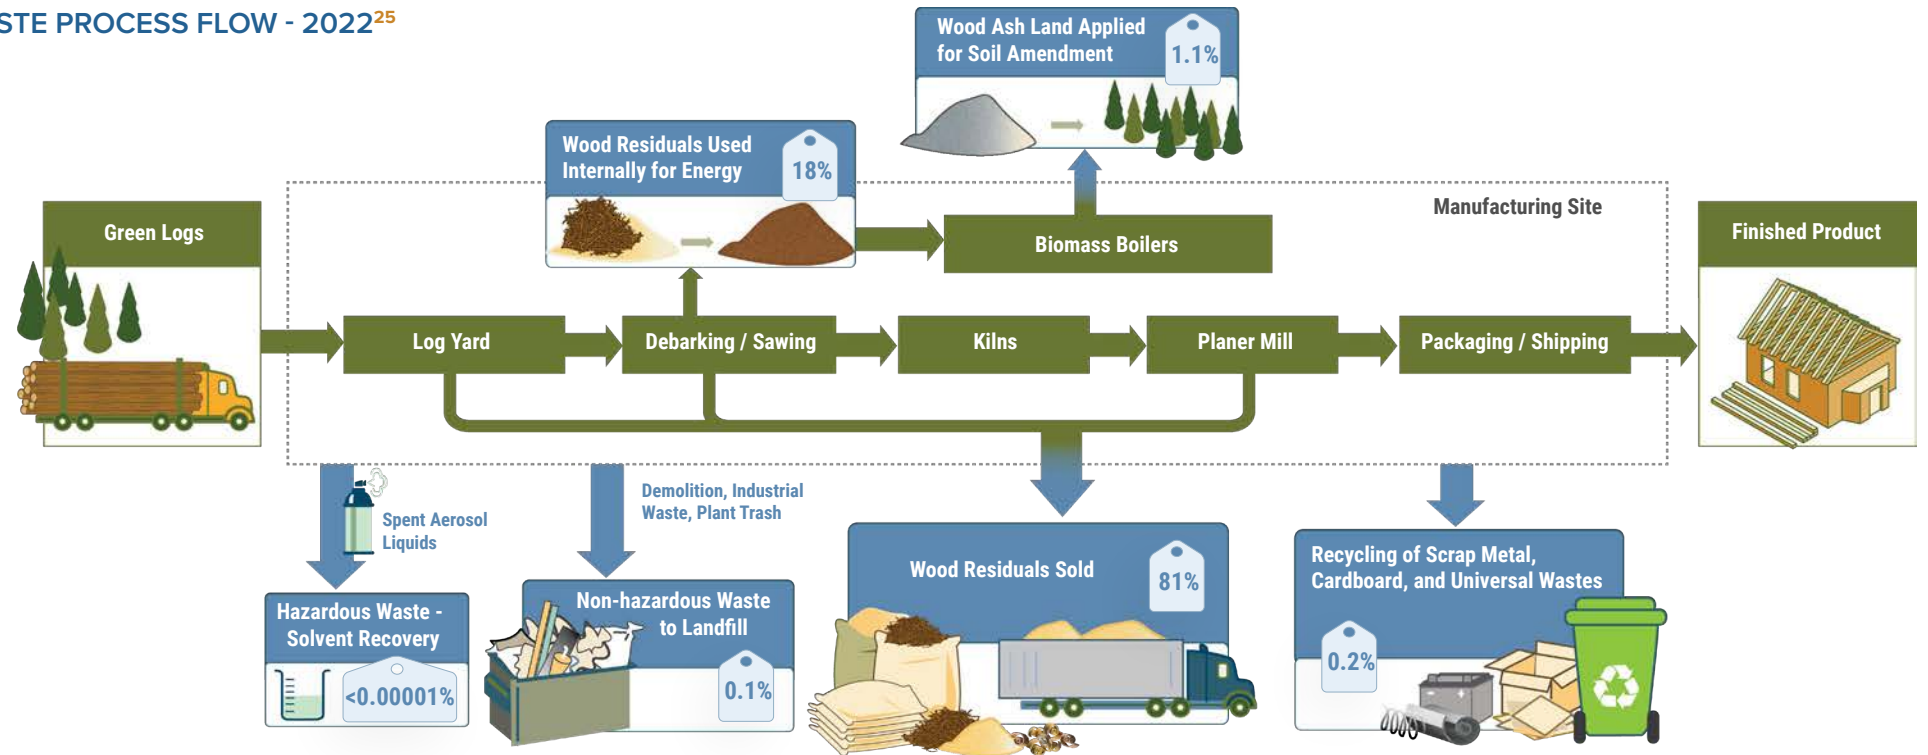 STE PROCESS FLOW - 2022²⁵
Wood Ash Land Applied
for Soil Amendment
1.1%
Wood Residuals Used
Internally for Energy
18%
Manufacturing Site
Green Logs
Biomass Boilers
Finished Product
Log Yard
Debarking / Sawing
Kilns
Planer Mill
Packaging / Shipping
Spent Aerosol
Liquids
Demolition, Industrial
Waste, Plant Trash
Hazardous Waste -
Solvent Recovery
<0.00001%
Non-hazardous Waste
to Landfill
0.1%
Wood Residuals Sold
81%
Recycling of Scrap Metal,
Cardboard, and Universal Wastes
0.2%